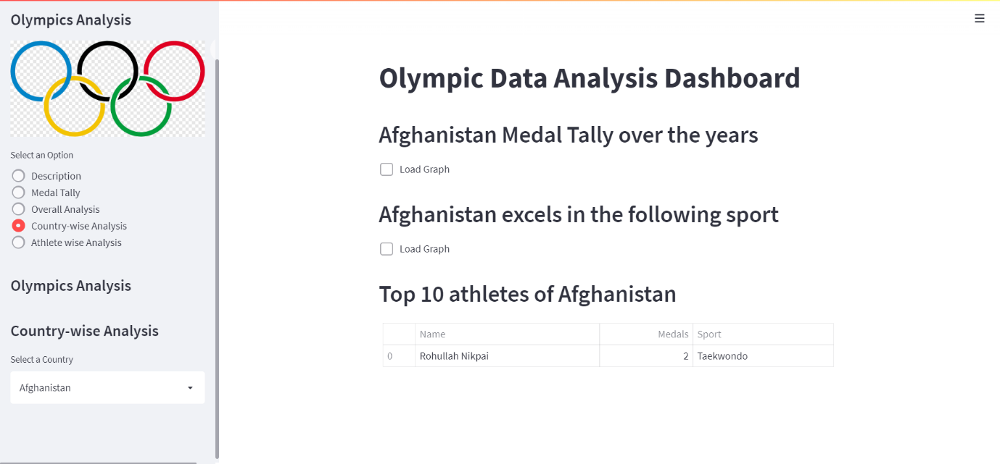 Olympics Analysis
Select an Option
Description
Medal Tally
Overall Analysis
Country-wise Analysis
Athlete wise Analysis
Olympics Analysis
Country-wise Analysis
Select a Country
Afghanistan
Olympic Data Analysis Dashboard
Afghanistan Medal Tally over the years
Load Graph
Afghanistan excels in the following sport
Load Graph
Top 10 athletes of Afghanistan
Name Medals Sport
0 Rohullah Nikpai 2 Taekwondo